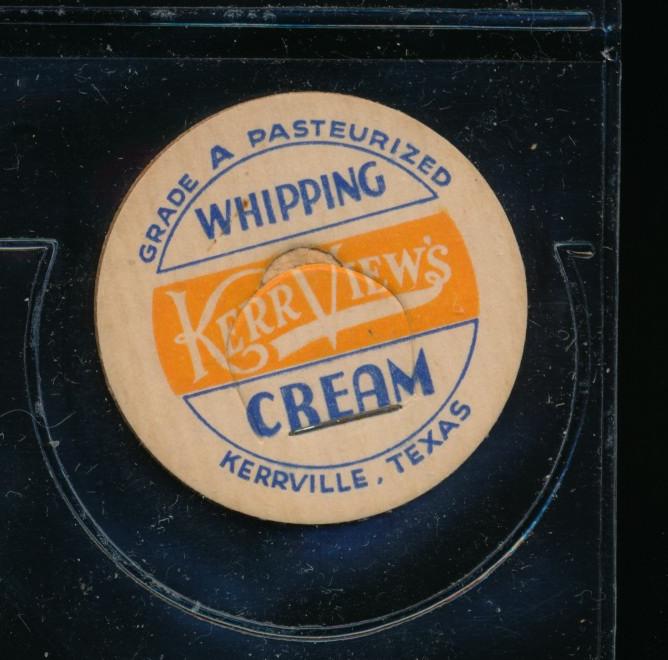 GRADE A PASTEURIZED
WHIPPING
KERR VIEW'S
CREAM
KERRVILLE, TEXAS